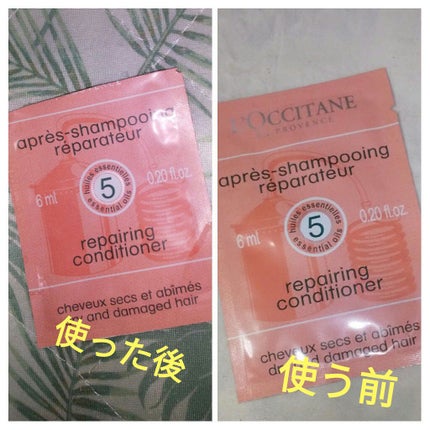 après-shampooing
réparateur
6 ml
huiles essentielles
5
essential oils
0.20 fl.oz.
repairing
conditioner
cheveux secs et abîmés
and damaged hair
使った後
L'OCCITANE
EN PROVENCE
après-shampooing
réparateur
6 ml
huiles essentielles
5
essential oils
0.20 fl.oz.
repairing
conditioner
cheveux secs et abîmés
and damaged hair
使う前